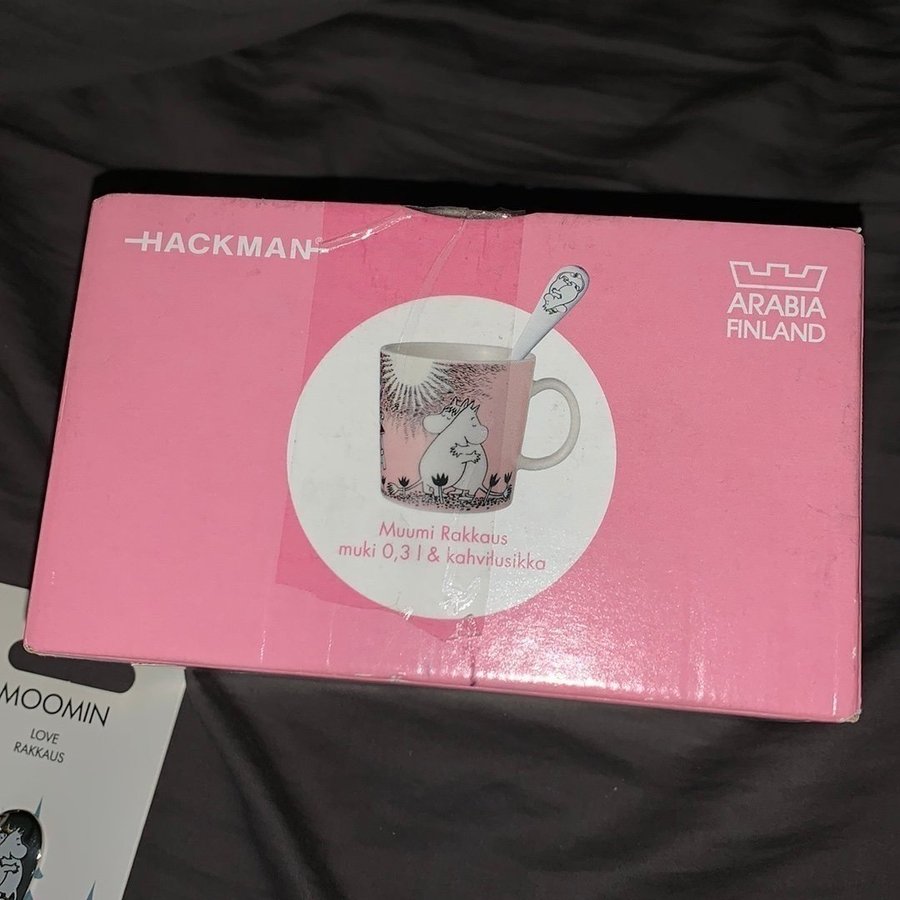 HACKMAN®
ARABIA
FINLAND
Muumi Rakkaus
muki 0,3 l & kahvilusikka
MOOMIN
LOVE
RAKKAUS